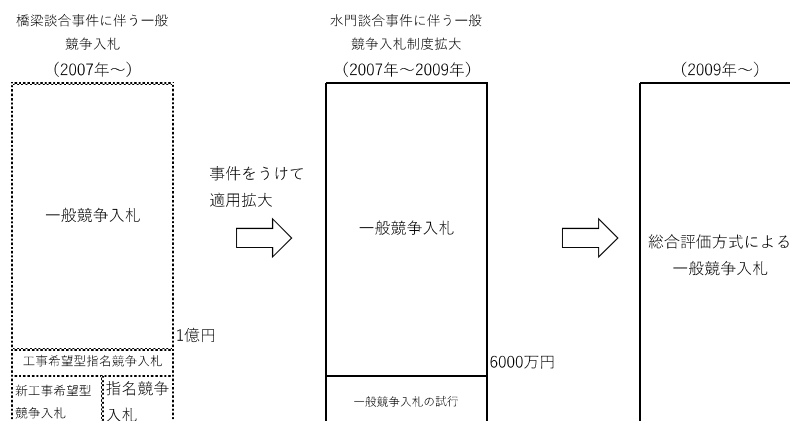 橋梁談合事件に伴う一般
競争入札
（2007年～）
一般競争入札
1億円
工事希望型指名競争入札
新工事希望型
競争入札
指名競争
入札
事件をうけて
適用拡大
水門談合事件に伴う一般
競争入札制度拡大
（2007年～2009年）
一般競争入札
6000万円
一般競争入札の試行
（2009年～）
総合評価方式による
一般競争入札